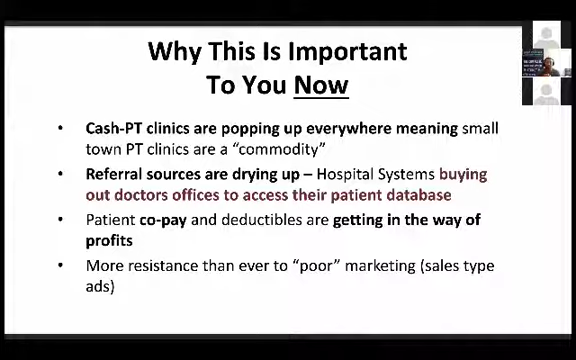 Why This Is Important
To You Now
• Cash-PT clinics are popping up everywhere meaning small
town PT clinics are a “commodity”
• Referral sources are drying up – Hospital Systems buying
out doctors offices to access their patient database
• Patient co-pay and deductibles are getting in the way of
profits
• More resistance than ever to “poor” marketing (sales type
ads)